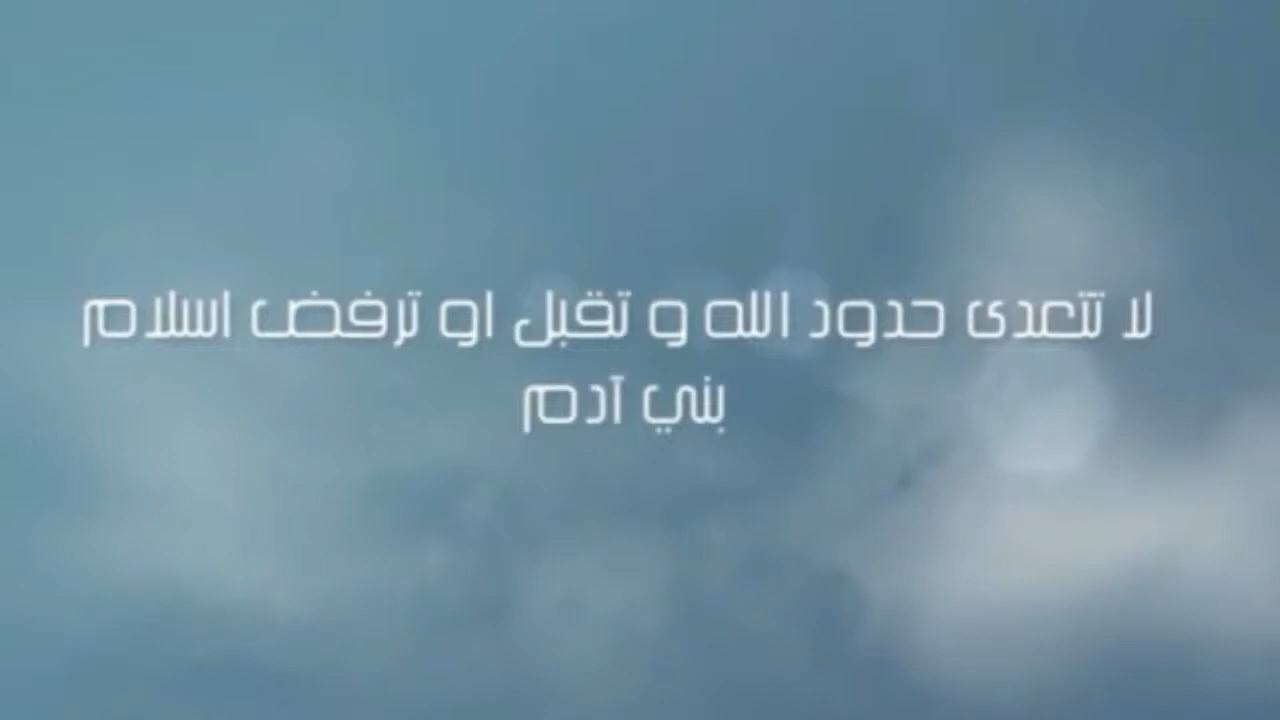 لا تتعدى حدود الله و تقبل او ترفض اسلام
بني آدم